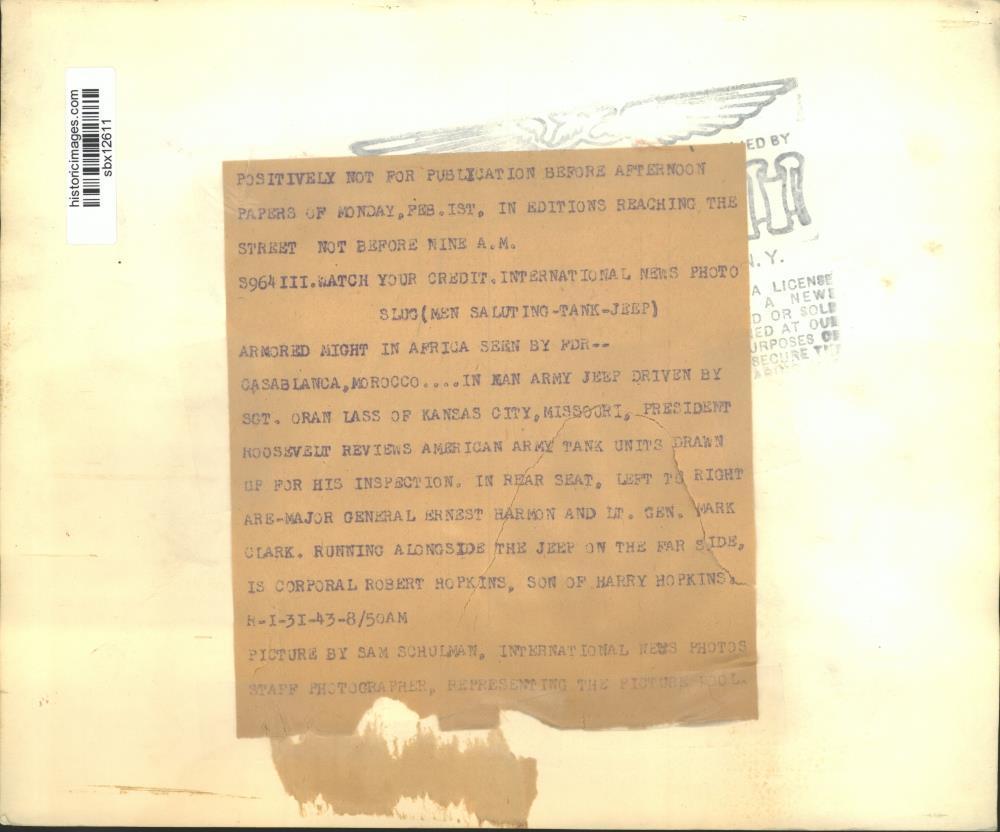 historicimages.com
sbx12611
POSITIVELY NOT FOR PUBLICATION BEFORE AFTERNOON
PAPERS OF MONDAY, FEB.IST, IN EDITIONS REACHING THE
STREET NOT BEFORE NINE A.M.
S964III.WATCH YOUR CREDIT.INTERNATIONAL NEWS PHOTO
SLUG(MEN SALUTING-TANK-JEEP)
ARMORED MIGHT IN AFRICA SEEN BY FDR--
CASABLANCA,MOROCCO....IN XAN ARMY JEEP DRIVEN BY
SGT. ORAN LASS OF KANSAS CITY,MISSOURI, PRESIDENT
ROOSEVELT REVIEWS AMERICAN ARMY TANK UNITS DRAWN
UP FOR HIS INSPECTION. IN REAR SEAT, LEFT TO RIGHT
ARE-MAJOR GENERAL ERNEST HARMON AND LT. GEN. MARK
CLARK. RUNNING ALONGSIDE THE JEEP ON THE FAR SIDE,
IS CORPORAL ROBERT HOPKINS, SON OF HARRY HOPKINS.
R-I-3I-43-8/50AM
PICTURE BY SAM SCHULMAN, INTERNATIONAL NEWS PHOTOS
STAFF PHOTOGRAPHER, REPRESENTING THE PICTURE POOL.
ED BY
N.Y.
A LICENSE
A NEWS
D OR SOLD
ED AT OUR
URPOSES OF
SECURE